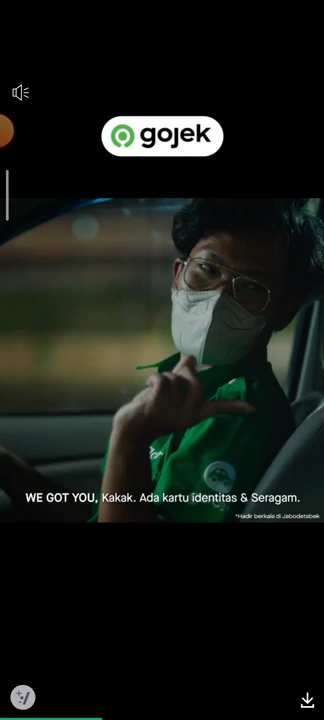 gojek
WE GOT YOU, Kakak. Ada kartu identitas & Seragam.
*Hadir berkala di Jabodetabek